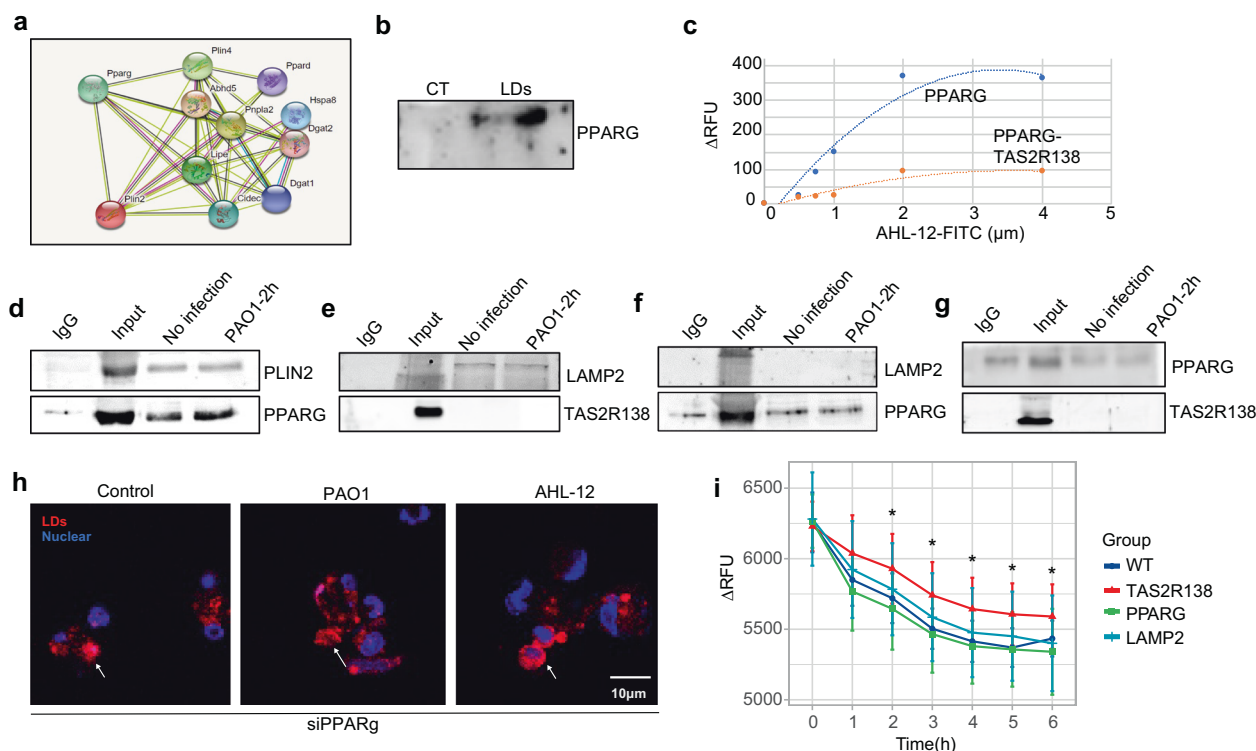 a
Plin4
Pparg
Ppard
Abhd5
Hspa8
Pnpla2
Dgat2
Lipe
Dgat1
Plin2
Cidec
b
CT LDs
PPARG
c
400
350
300
250
200
150
100
50
0
PPARG
PPARG-
TAS2R138
0 1 2 3 4 5
ΔRFU
AHL-12-FITC (µm)
d
IgG Input No infection PAO1-2h
PLIN2
PPARG
e
IgG Input No infection PAO1-2h
LAMP2
TAS2R138
f
IgG Input No infection PAO1-2h
LAMP2
PPARG
g
IgG Input No infection PAO1-2h
PPARG
TAS2R138
h
Control PAO1 AHL-12
LDs
Nuclear
10µm
siPPARg
i
6500
6000
5500
5000
ΔRFU
* * * * *
0 1 2 3 4 5 6
Time(h)
Group
WT
TAS2R138
PPARG
LAMP2